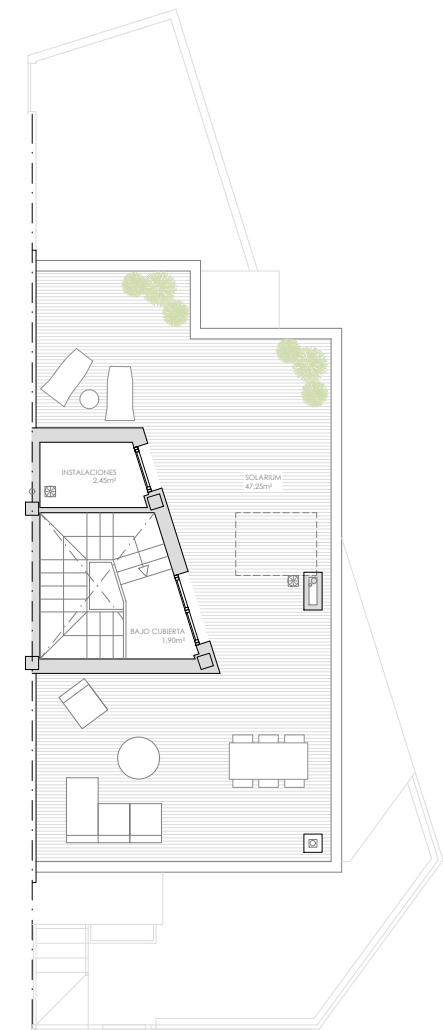 INSTALACIONES
2,45m²
SOLARIUM
47,25m²
BAJO CUBIERTA
1,90m²